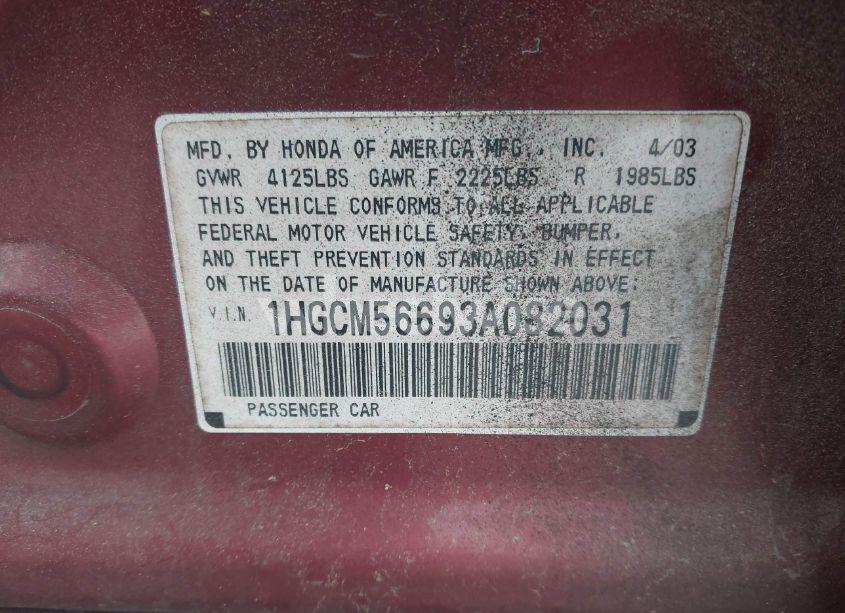 MFD. BY HONDA OF AMERICA MFG., INC. 4/03
GVWR 4125LBS GAWR F 2225LBS R 1985LBS
THIS VEHICLE CONFORMS TO ALL APPLICABLE
FEDERAL MOTOR VEHICLE SAFETY, BUMPER,
AND THEFT PREVENTION STANDARDS IN EFFECT
ON THE DATE OF MANUFACTURE SHOWN ABOVE:
V.I.N. 1HGCM56693A082031
PASSENGER CAR